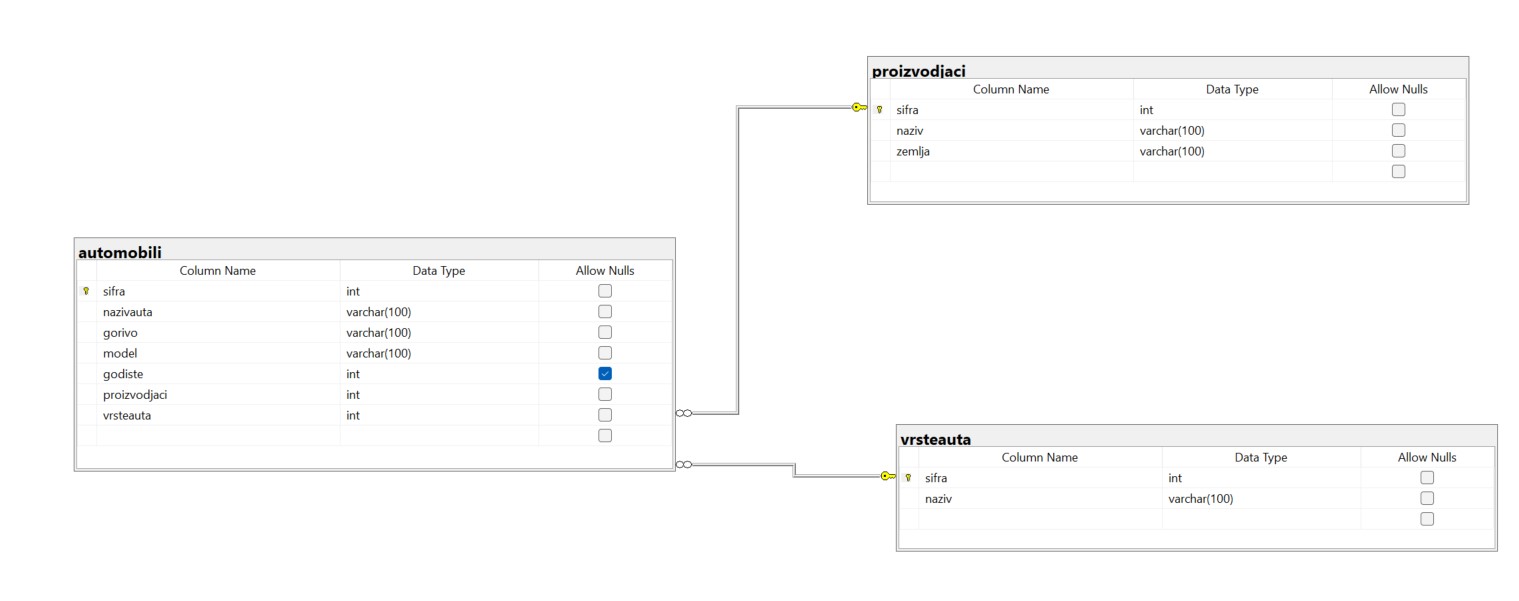 proizvodjaci
Column Name Data Type Allow Nulls
sifra int
naziv varchar(100)
zemlja varchar(100)
automobili
Column Name Data Type Allow Nulls
sifra int
nazivauta varchar(100)
gorivo varchar(100)
model varchar(100)
godiste int
proizvodjaci int
vrsteauta int
vrsteauta
Column Name Data Type Allow Nulls
sifra int
naziv varchar(100)